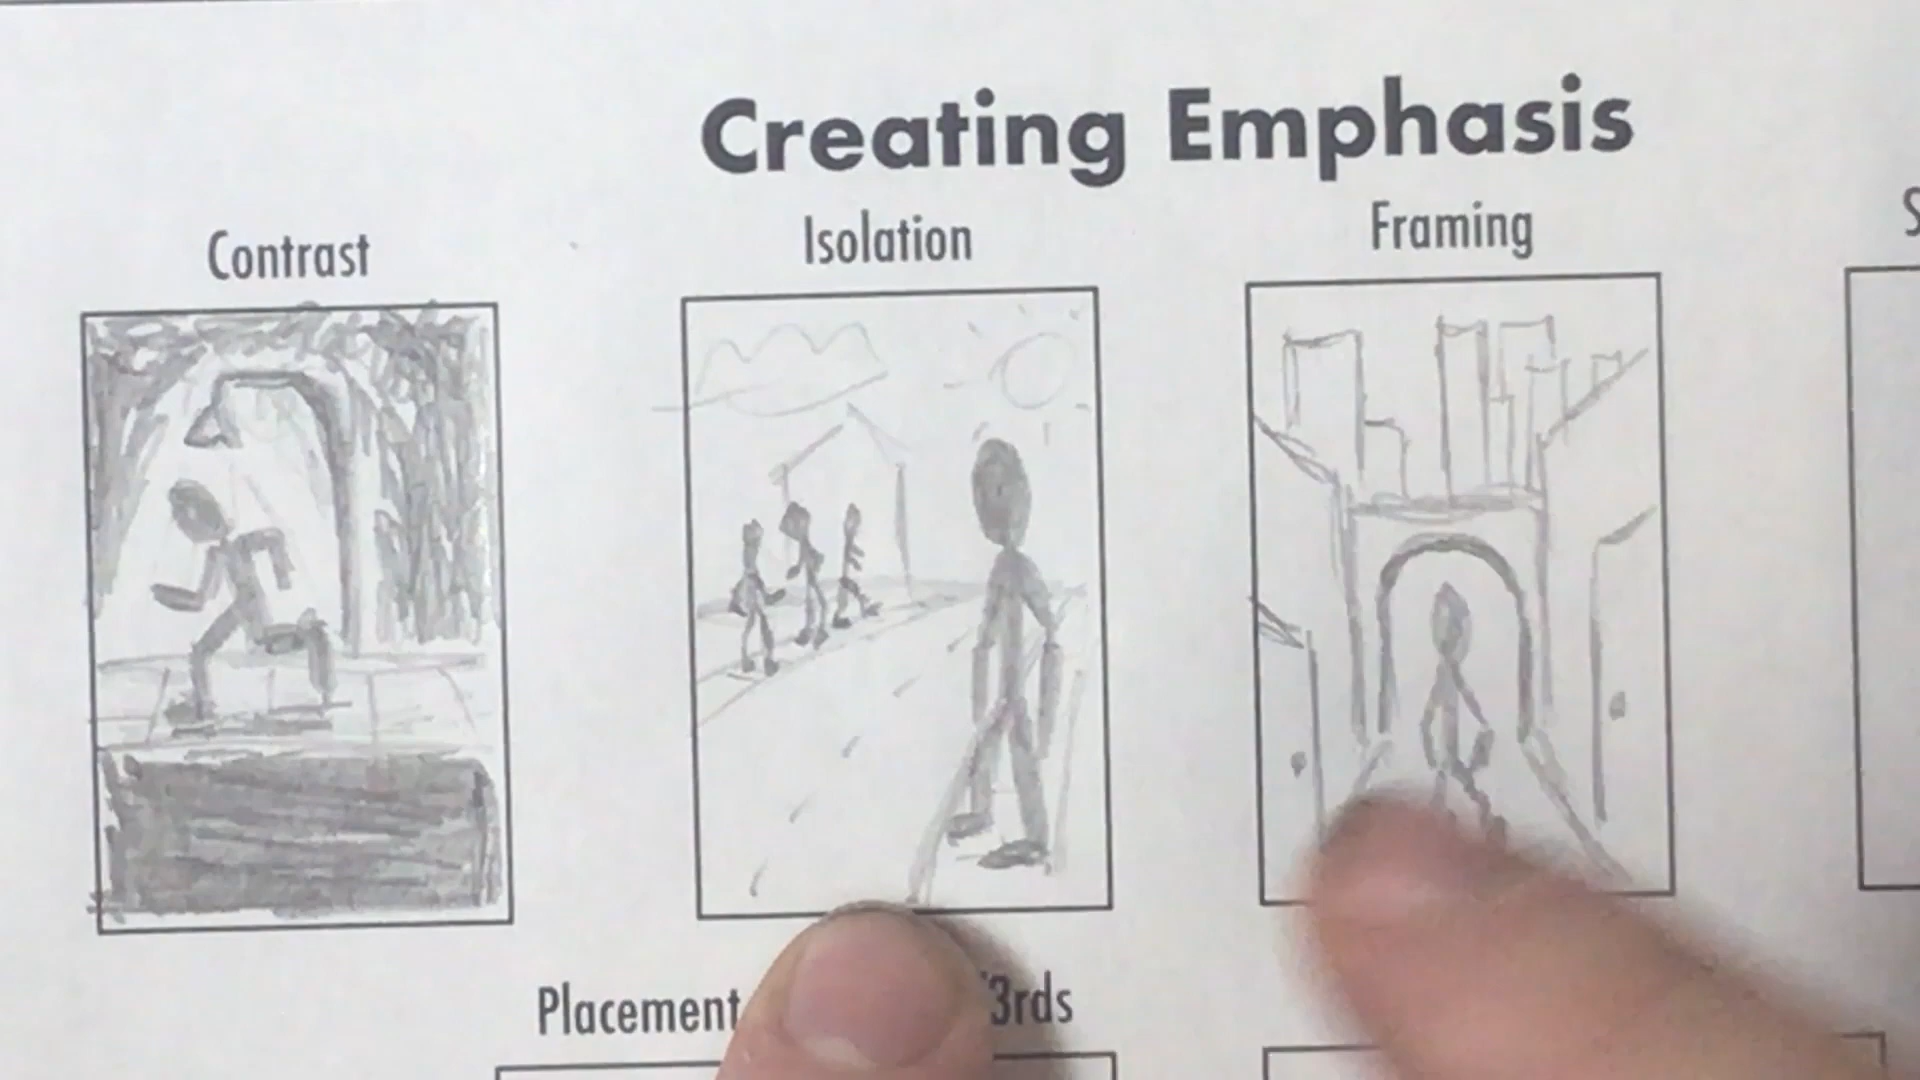 Creating Emphasis
Contrast
Isolation
Framing
S
Placement
3rds